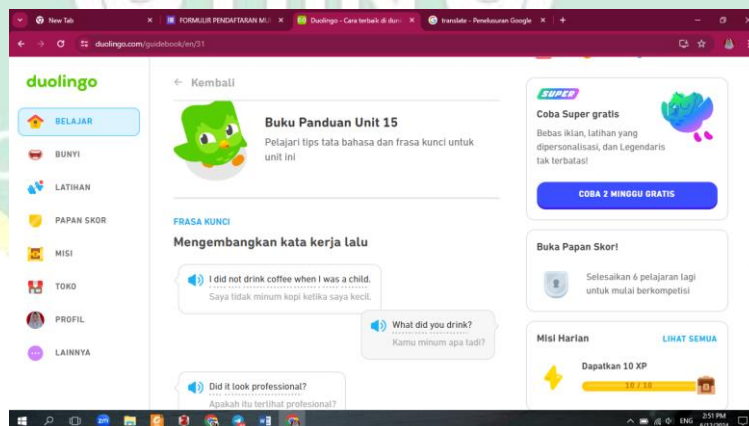 New Tab
FORMULIR PENDAFTARAN MU
Duolingo - Cara terbaik di duni
translate - Penelusuran Google
duolingo.com/guidebook/en/31
duolingo
BELAJAR
BUNYI
LATIHAN
PAPAN SKOR
MISI
TOKO
PROFIL
LAINNYA
← Kembali
Buku Panduan Unit 15
Pelajari tips tata bahasa dan frasa kunci untuk
unit ini
FRASA KUNCI
Mengembangkan kata kerja lalu
I did not drink coffee when I was a child.
Saya tidak minum kopi ketika saya kecil.
What did you drink?
Kamu minum apa tadi?
Did it look professional?
Apakah itu terlihat profesional?
SUPER
Coba Super gratis
Bebas iklan, latihan yang
dipersonalisasi, dan Legendaris
tak terbatas!
COBA 2 MINGGU GRATIS
Buka Papan Skor!
Selesaikan 6 pelajaran lagi
untuk mulai berkompetisi
Misi Harian
LIHAT SEMUA
Dapatkan 10 XP
10 / 10
zm
ENG
2:51 PM